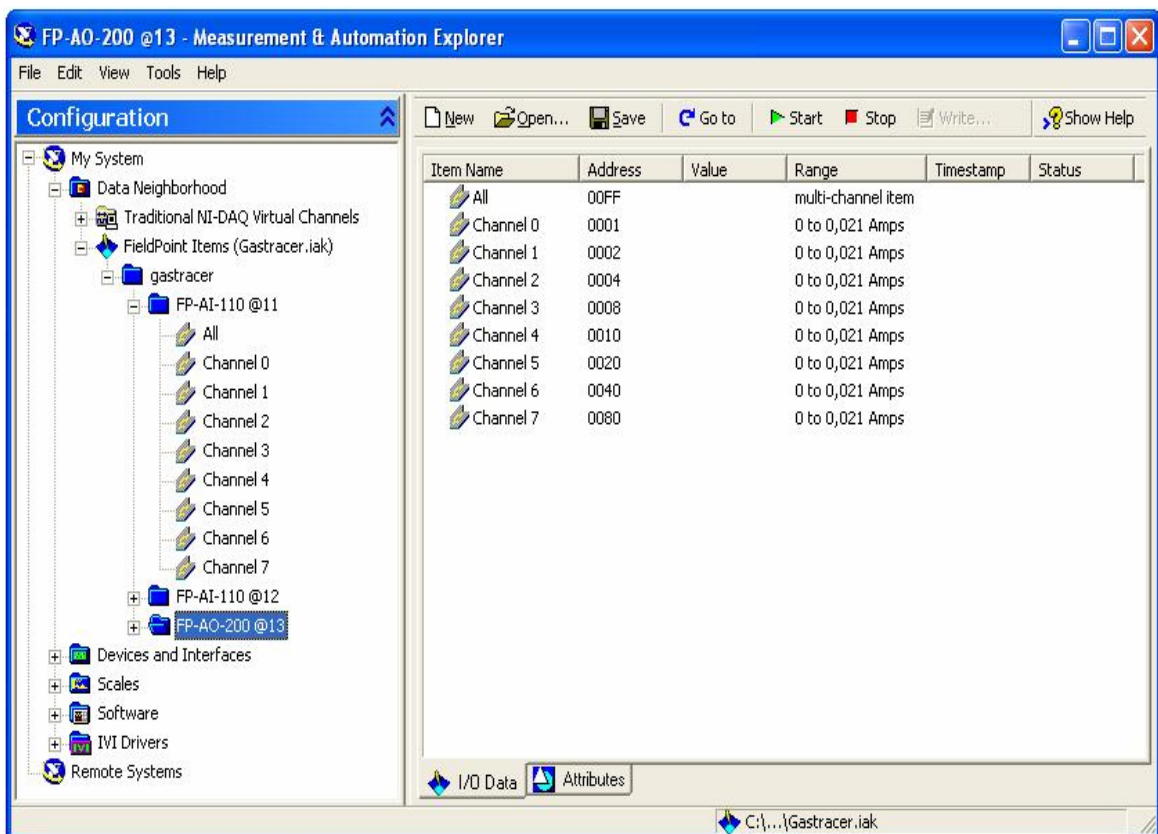 FP-AO-200 @13 - Measurement & Automation Explorer
File Edit View Tools Help
Configuration
My System
Data Neighborhood
Traditional NI-DAQ Virtual Channels
FieldPoint Items (Gastracer.iak)
gastracer
FP-AI-110 @11
All
Channel 0
Channel 1
Channel 2
Channel 3
Channel 4
Channel 5
Channel 6
Channel 7
FP-AI-110 @12
FP-AO-200 @13
Devices and Interfaces
Scales
Software
IVI Drivers
Remote Systems
New Open... Save Go to Start Stop Write... Show Help
Item Name Address Value Range Timestamp Status
All 00FF multi-channel item
Channel 0 0001 0 to 0,021 Amps
Channel 1 0002 0 to 0,021 Amps
Channel 2 0004 0 to 0,021 Amps
Channel 3 0008 0 to 0,021 Amps
Channel 4 0010 0 to 0,021 Amps
Channel 5 0020 0 to 0,021 Amps
Channel 6 0040 0 to 0,021 Amps
Channel 7 0080 0 to 0,021 Amps
I/O Data Attributes
C:\...\Gastracer.iak